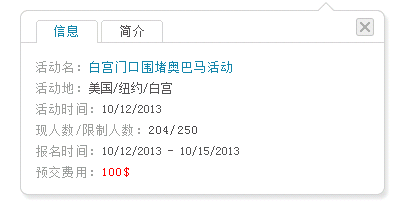 信息 简介
活动名：白宫门口围堵奥巴马活动
活动地：美国/纽约/白宫
活动时间：10/12/2013
现人数/限制人数：204/250
报名时间：10/12/2013 - 10/15/2013
预交费用：100$